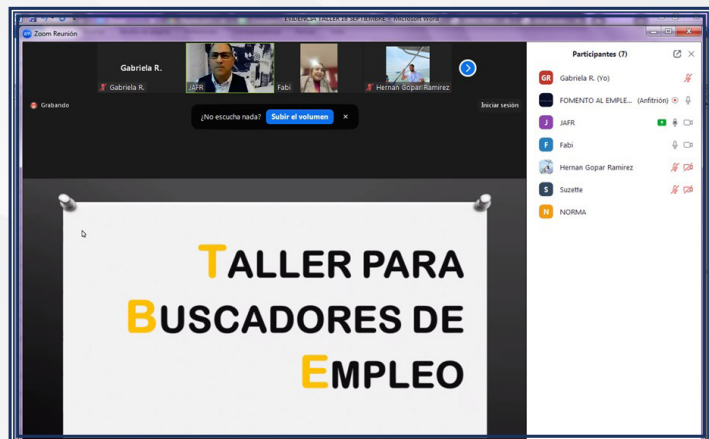 EVIDENCIA TALLER 28 SEPTIEMBRE - Microsoft Word
Zoom Reunión
Gabriela R.
Gabriela R.
JAFR
Fabi
Hernan Gopar Ramirez
Grabando
Iniciar sesión
¿No escucha nada? Subir el volumen ×
TALLER PARA
BUSCADORES DE
EMPLEO
Participantes (7)
GR Gabriela R. (Yo)
FOMENTO AL EMPLE... (Anfitrión)
J JAFR
F Fabi
Hernan Gopar Ramirez
S Suzette
N NORMA